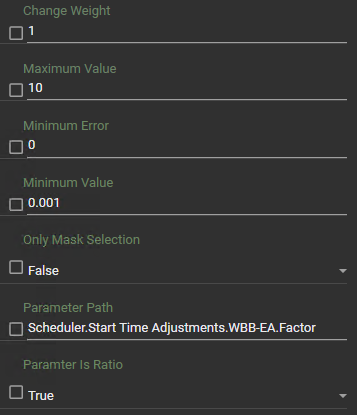 Change Weight
1
Maximum Value
10
Minimum Error
0
Minimum Value
0.001
Only Mask Selection
False
Parameter Path
Scheduler.Start Time Adjustments.WBB-EA.Factor
Paramter Is Ratio
True